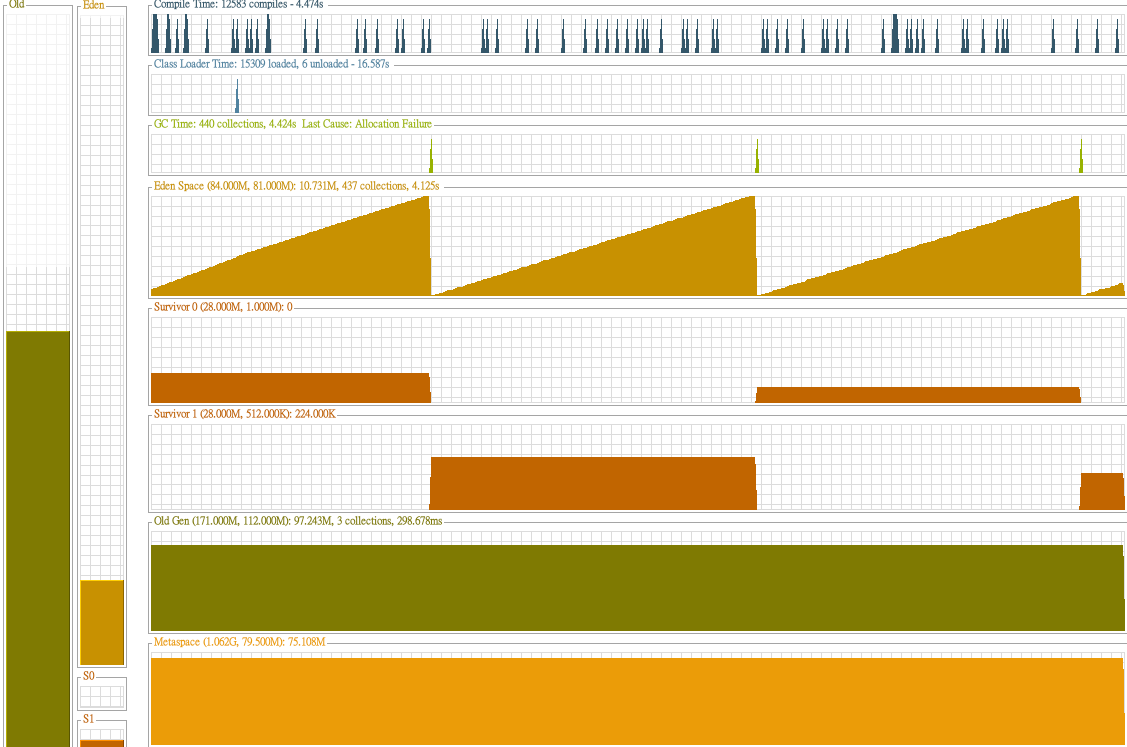 Old
Eden
Compile Time: 12583 compiles - 4.474s
Class Loader Time: 15309 loaded, 6 unloaded - 16.587s
GC Time: 440 collections, 4.424s Last Cause: Allocation Failure
Eden Space (84.000M, 81.000M): 10.731M, 437 collections, 4.125s
Survivor 0 (28.000M, 1.000M): 0
Survivor 1 (28.000M, 512.000K): 224.000K
Old Gen (171.000M, 112.000M): 97.243M, 3 collections, 298.678ms
Metaspace (1.062G, 79.500M): 75.108M
S0
S1